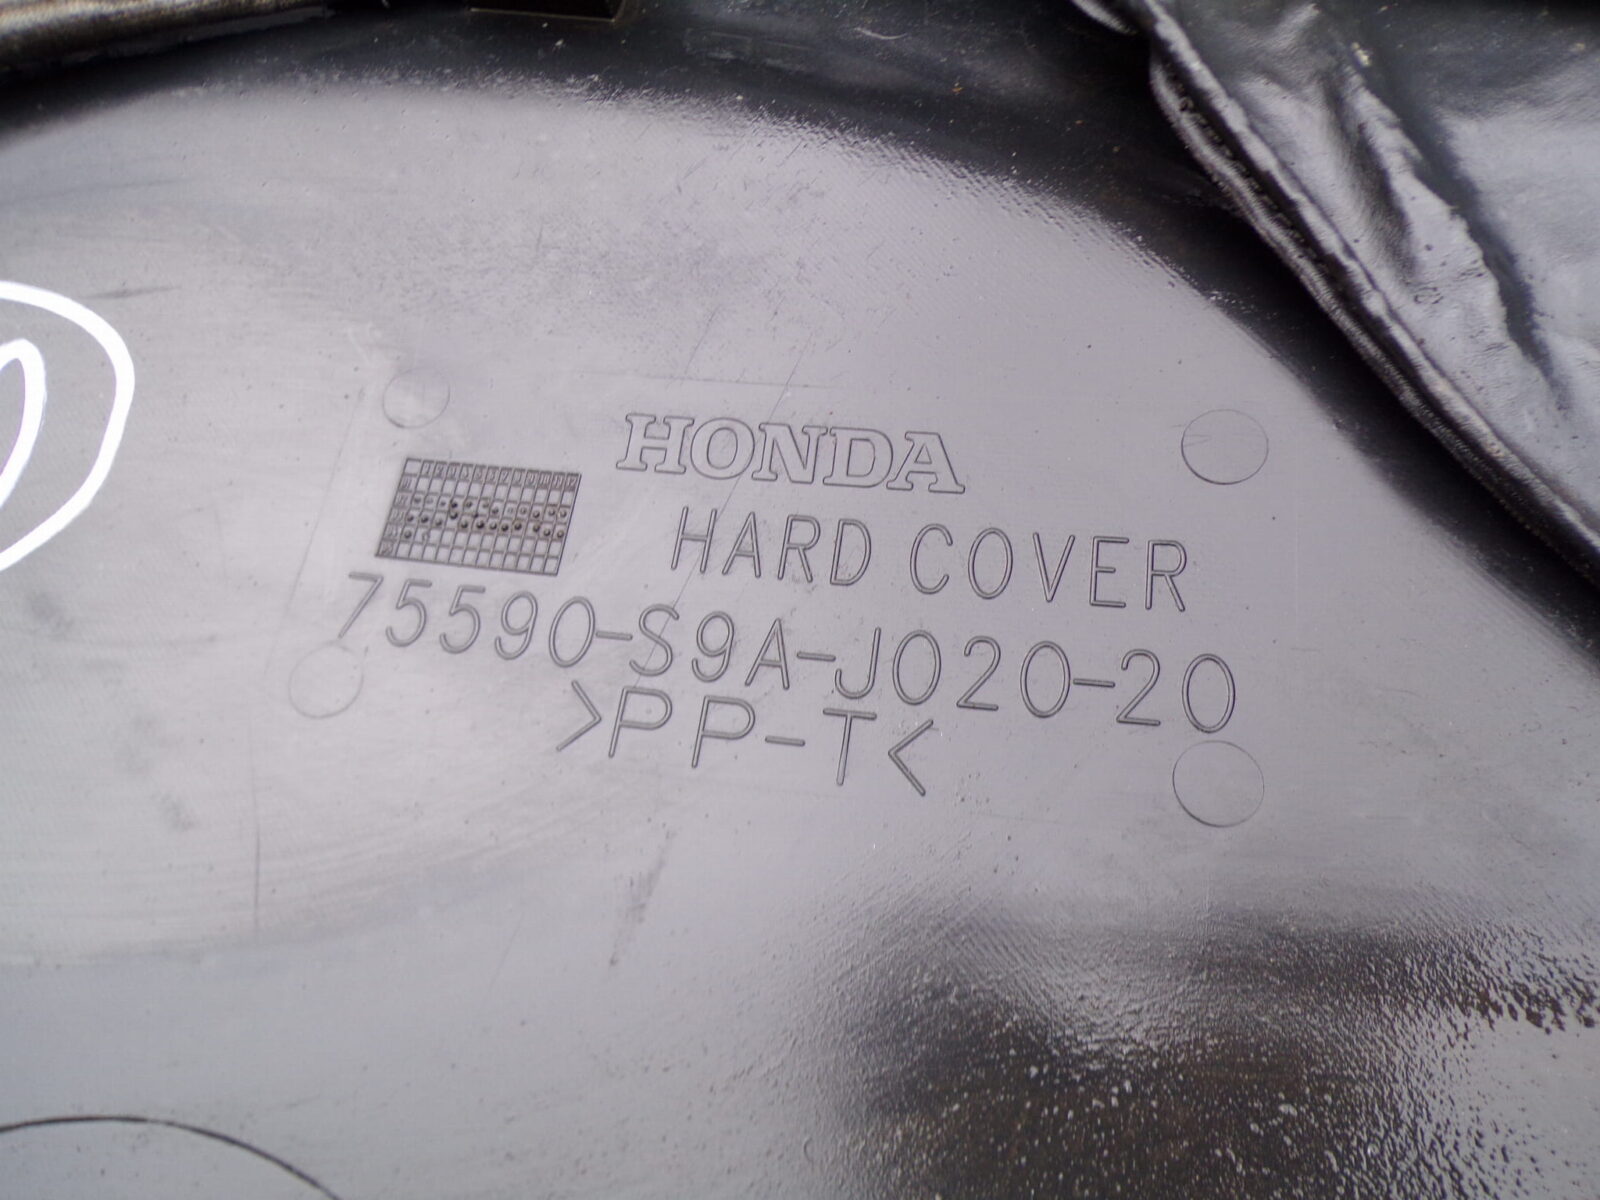 HONDA
HARD COVER
75590-S9A-J020-20
>PP-T<